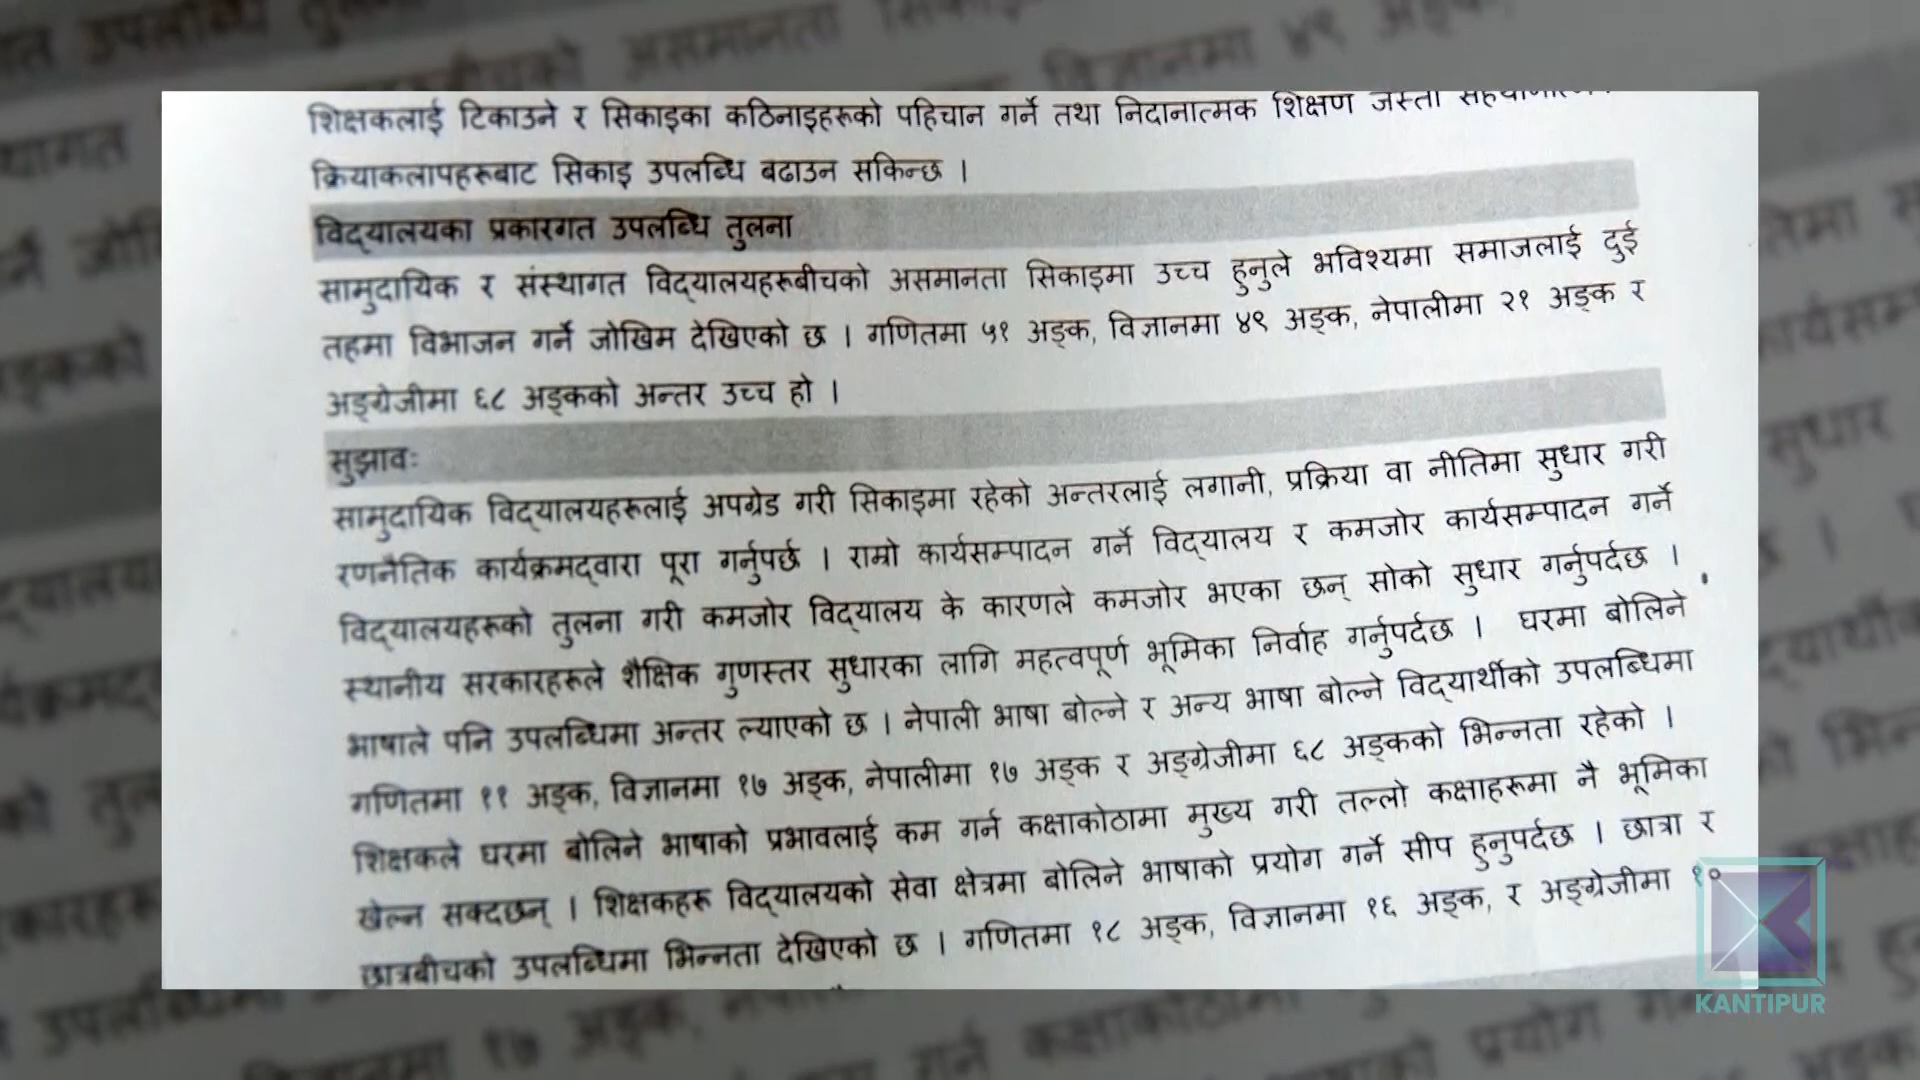 शिक्षकलाई टिकाउने र सिकाइका कठिनाइहरूको पहिचान गर्ने तथा निदानात्मक शिक्षण जस्ता
क्रियाकलापहरूबाट सिकाइ उपलब्धि बढाउन सकिन्छ ।
विद्यालयका प्रकारगत उपलब्धि तुलना
सामुदायिक र संस्थागत विद्यालयहरूबीचको असमानता सिकाइमा उच्च हुनुले भविश्यमा समाजलाई दुई
तहमा विभाजन गर्ने जोखिम देखिएको छ । गणितमा ५१ अङ्क, विज्ञानमा ४९ अङ्क, नेपालीमा २१ अङ्क र
अङ्ग्रेजीमा ६८ अङ्कको अन्तर उच्च हो ।
सुझावः
सामुदायिक विद्यालयहरूलाई अपग्रेड गरी सिकाइमा रहेको अन्तरलाई लगानी, प्रक्रिया वा नीतिमा सुधार गरी
रणनैतिक कार्यक्रमद्वारा पूरा गर्नुपर्छ । राम्रो कार्यसम्पादन गर्ने विद्यालय र कमजोर कार्यसम्पादन गर्ने
विद्यालयहरूको तुलना गरी कमजोर विद्यालय के कारणले कमजोर भएका छन् सोको सुधार गर्नुपर्दछ ।
स्थानीय सरकारहरूले शैक्षिक गुणस्तर सुधारका लागि महत्वपूर्ण भूमिका निर्वाह गर्नुपर्दछ । घरमा बोलिने
भाषाले पनि उपलब्धिमा अन्तर ल्याएको छ । नेपाली भाषा बोल्ने र अन्य भाषा बोल्ने विद्यार्थीको उपलब्धिमा
गणितमा ११ अङ्क, विज्ञानमा १७ अङ्क, नेपालीमा १७ अङ्क र अङ्ग्रेजीमा ६८ अङ्कको भिन्नता रहेको ।
शिक्षकले घरमा बोलिने भाषाको प्रभावलाई कम गर्न कक्षाकोठामा मुख्य गरी तल्लो कक्षाहरूमा नै भूमिका
खेल्न सक्दछन् । शिक्षकहरू विद्यालयको सेवा क्षेत्रमा बोलिने भाषाको प्रयोग गर्ने सीप हुनुपर्दछ । छात्रा र
छात्रबीचको उपलब्धिमा भिन्नता देखिएको छ । गणितमा १८ अङ्क, विज्ञानमा १६ अङ्क, र अङ्ग्रेजीमा १०
KANTIPUR